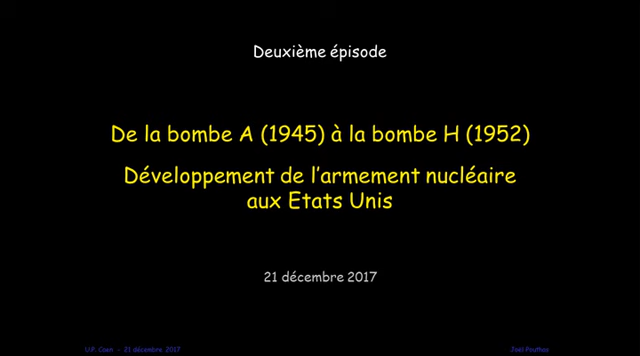 Deuxième épisode
De la bombe A (1945) à la bombe H (1952)
Développement de l'armement nucléaire
aux Etats Unis
21 décembre 2017
U.P. Caen - 21 décembre 2017
Joël Pouthas